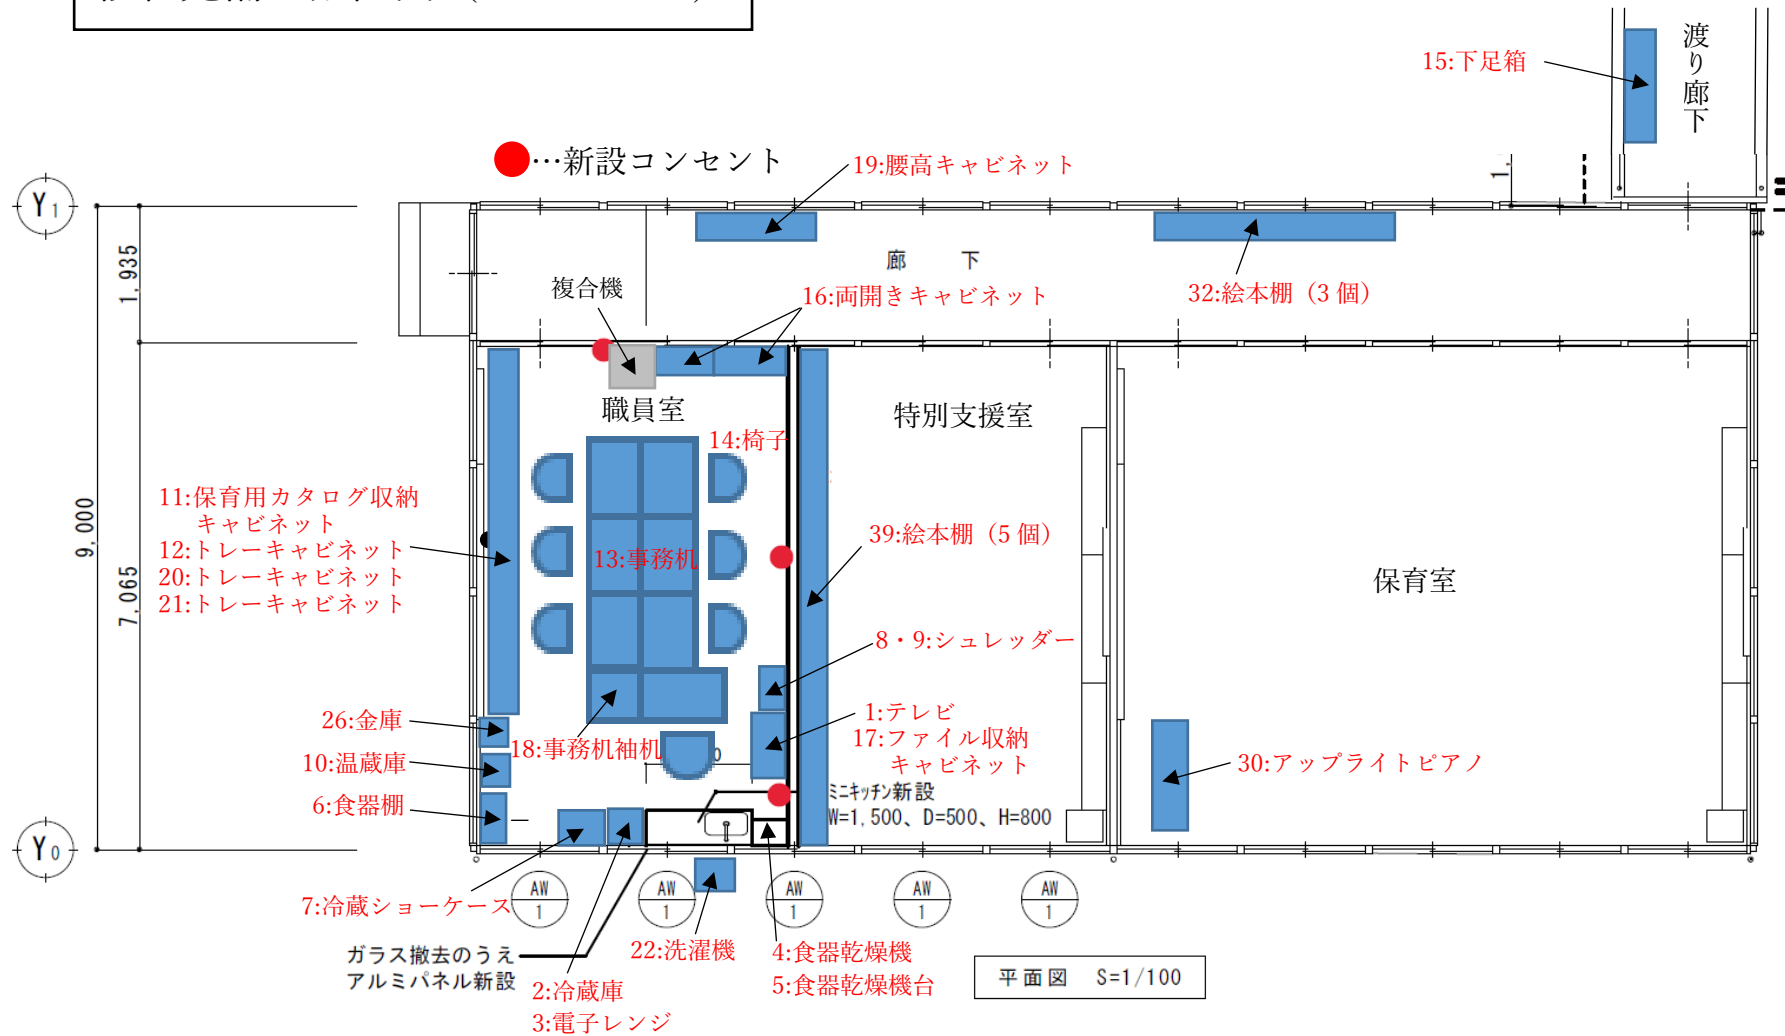 渡り廊下
15:下足箱
●…新設コンセント
19:腰高キャビネット
1.
Y1
1,935
廊　下
複合機
16:両開きキャビネット
32:絵本棚（3個）
職員室
特別支援室
14:椅子
11:保育用カタログ収納
キャビネット
12:トレーキャビネット
20:トレーキャビネット
21:トレーキャビネット
9,000
7,065
13:事務机
39:絵本棚（5個）
保育室
8・9:シュレッダー
26:金庫
1:テレビ
17:ファイル収納
キャビネット
18:事務机袖机
0
10:温蔵庫
30:アップライトピアノ
6:食器棚
ミニキッチン新設
W=1,500、D=500、H=800
Y0
7:冷蔵ショーケース
AW
1
AW
1
AW
1
AW
1
AW
1
ガラス撤去のうえ
アルミパネル新設
22:洗濯機
4:食器乾燥機
5:食器乾燥機台
2:冷蔵庫
3:電子レンジ
平面図　S=1/100